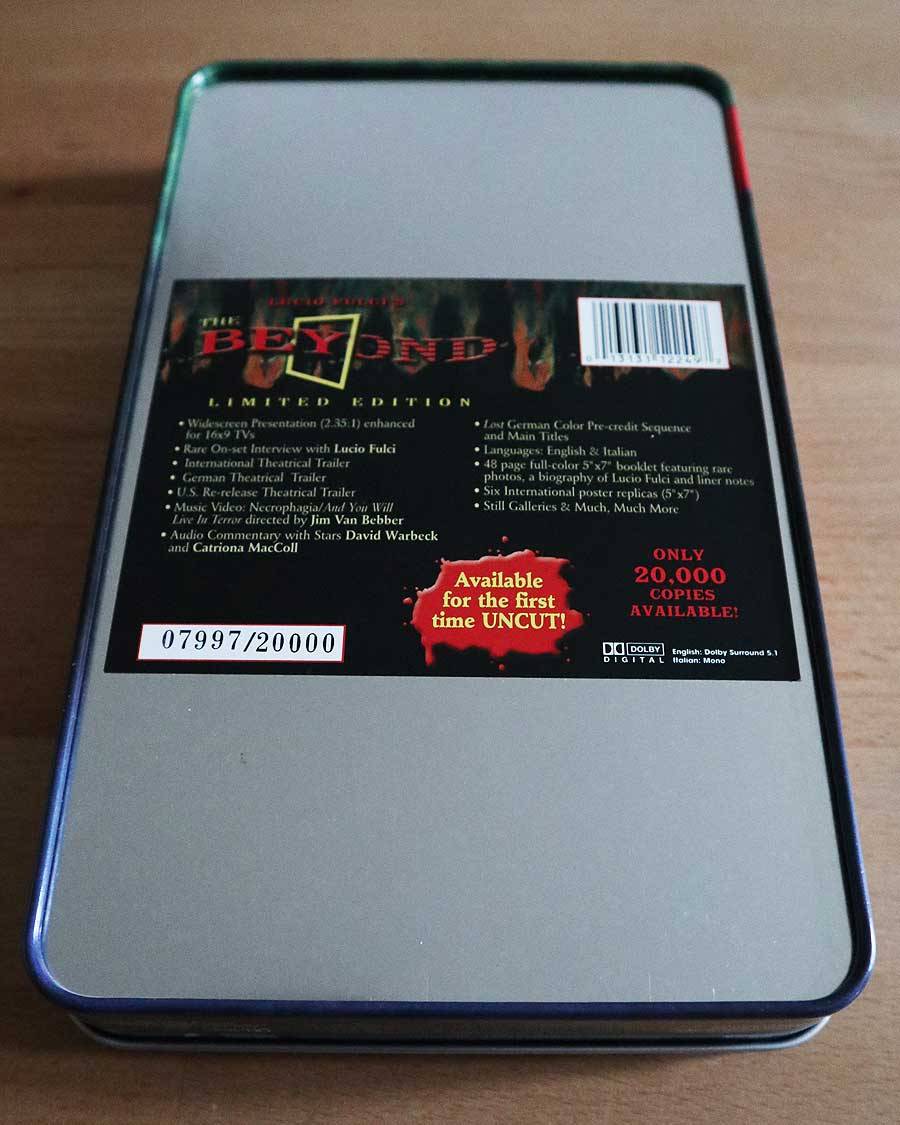 LUCIO FULCI'S
THE
BEYOND
LIMITED EDITION
• Widescreen Presentation (2.35:1) enhanced
for 16x9 TVs
• Rare On-set Interview with Lucio Fulci
• International Theatrical Trailer
• German Theatrical Trailer
• U.S. Re-release Theatrical Trailer
• Music Video: Necrophagia/And You Will
Live In Terror directed by Jim Van Bebber
• Audio Commentary with Stars David Warbeck
and Catriona MacColl
0 13131 12249 9
• Lost German Color Pre-credit Sequence
and Main Titles
• Languages: English & Italian
• 48 page full-color 5"x7" booklet featuring rare
photos, a biography of Lucio Fulci and liner notes
• Six International poster replicas (5"x7")
• Still Galleries & Much, Much More
Available
for the first
time UNCUT!
ONLY
20,000
COPIES
AVAILABLE!
07997/20000
DOLBY
DIGITAL
English: Dolby Surround 5.1
Italian: Mono